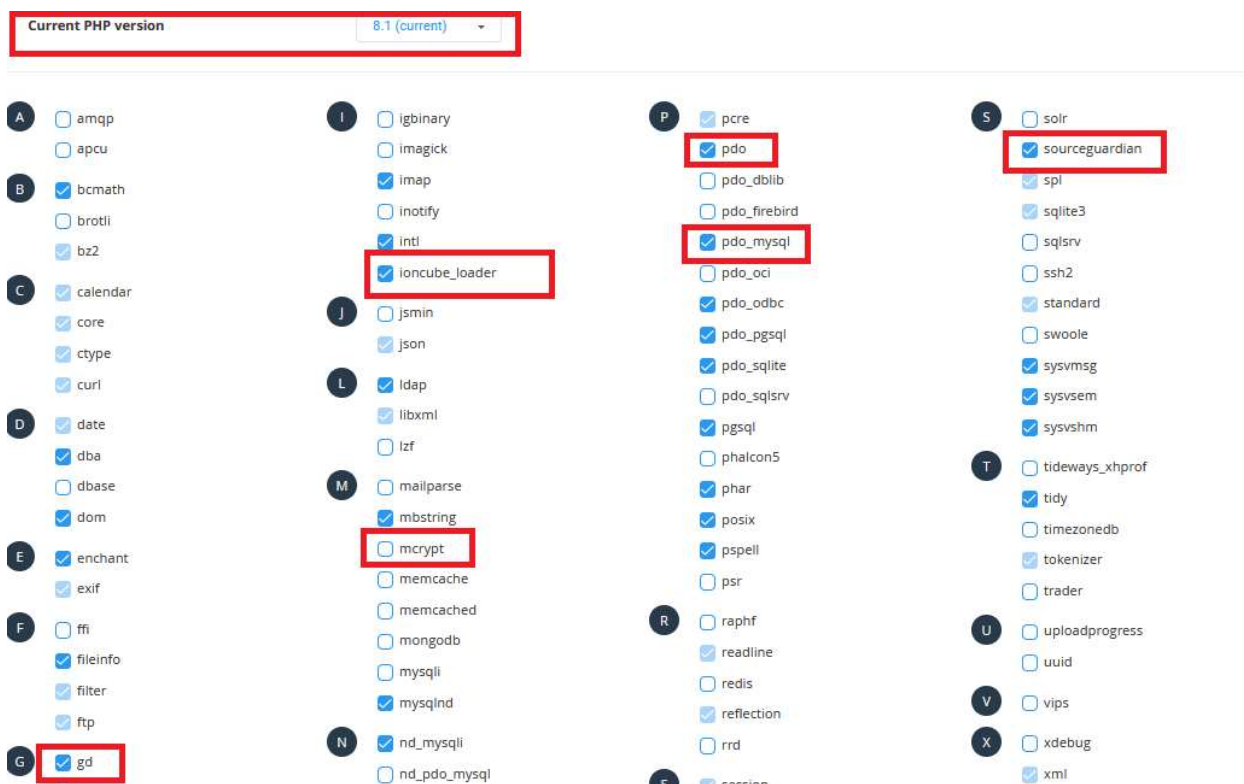 Current PHP version 8.1 (current)
A
amqp
apcu
B
bcmath
brotli
bz2
C
calendar
core
ctype
curl
D
date
dba
dbase
dom
E
enchant
exif
F
ffi
fileinfo
filter
ftp
G
gd
I
igbinary
imagick
imap
inotify
intl
ioncube_loader
J
jsmin
json
L
ldap
libxml
lzf
M
mailparse
mbstring
mcrypt
memcache
memcached
mongodb
mysqli
mysqlnd
N
nd_mysqli
nd_pdo_mysql
P
pcre
pdo
pdo_dblib
pdo_firebird
pdo_mysql
pdo_oci
pdo_odbc
pdo_pgsql
pdo_sqlite
pdo_sqlsrv
pgsql
phalcon5
phar
posix
pspell
psr
R
raphf
readline
redis
reflection
rrd
S
session
S
solr
sourceguardian
spl
sqlite3
sqlsrv
ssh2
standard
swoole
sysvmsg
sysvsem
sysvshm
T
tideways_xhprof
tidy
timezonedb
tokenizer
trader
U
uploadprogress
uuid
V
vips
X
xdebug
xml